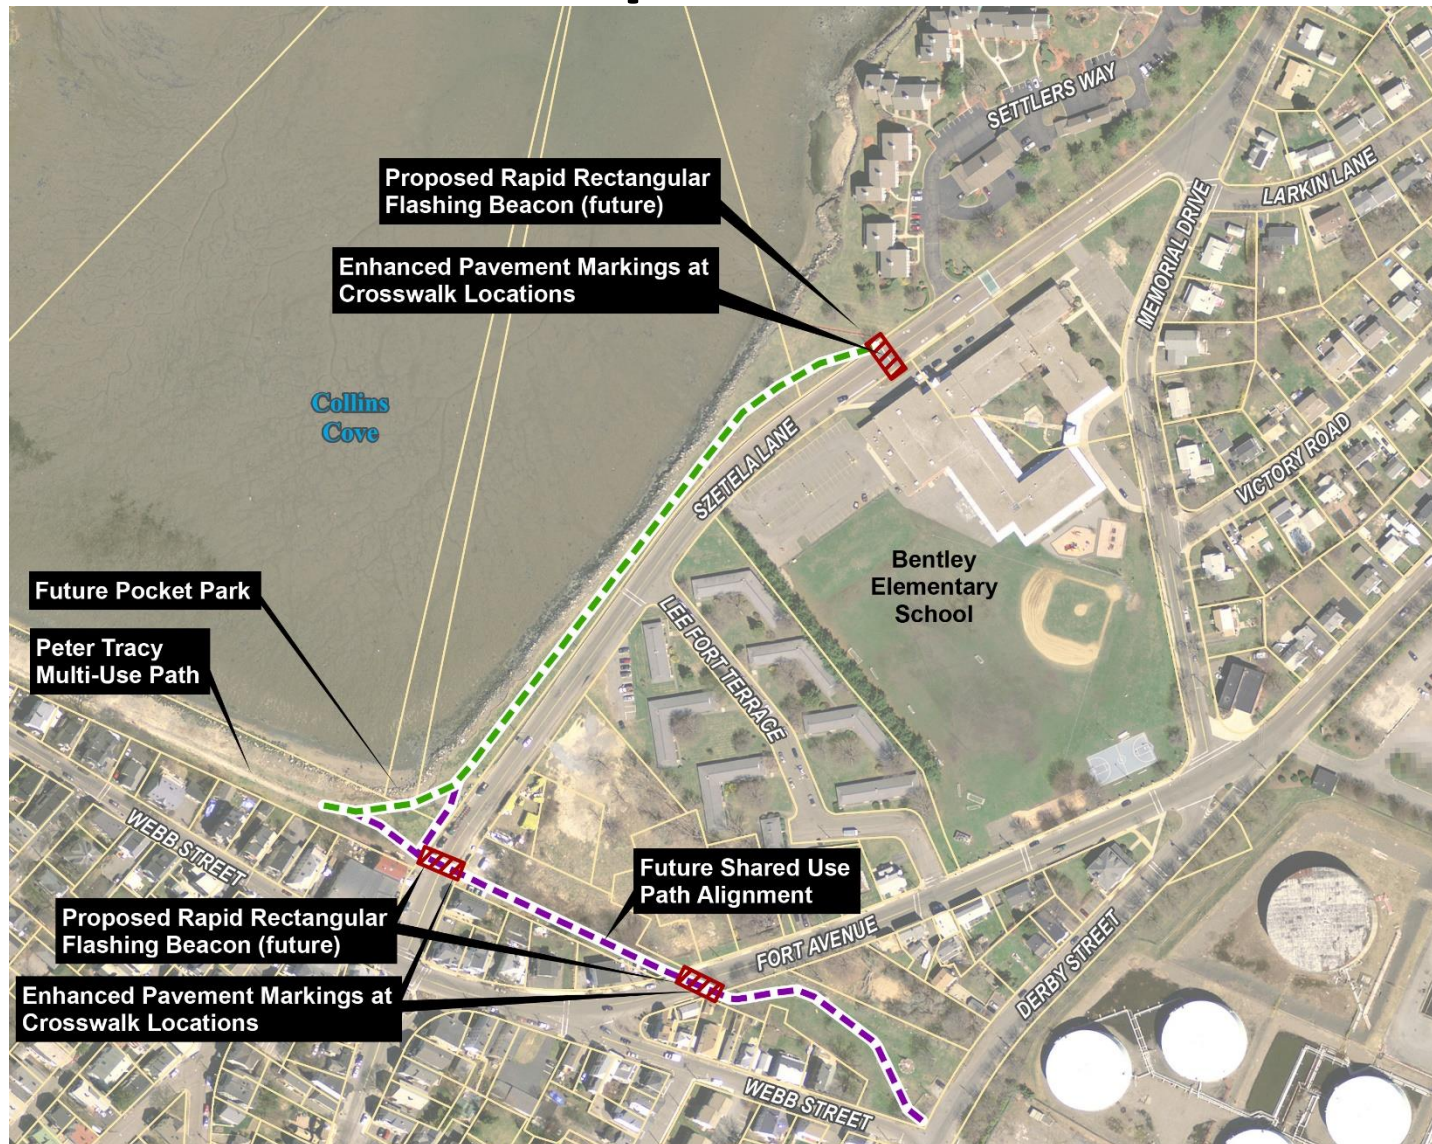 SETTLERS WAY
LARKIN LANE
Proposed Rapid Rectangular
Flashing Beacon (future)
MEMORIAL DRIVE
Enhanced Pavement Markings at
Crosswalk Locations
Collins
Cove
SZETELA LANE
VICTORY ROAD
Bentley
Elementary
School
Future Pocket Park
LEE FORT TERRACE
Peter Tracy
Multi-Use Path
WEBB STREET
Future Shared Use
Path Alignment
Proposed Rapid Rectangular
Flashing Beacon (future)
FORT AVENUE
DERBY STREET
Enhanced Pavement Markings at
Crosswalk Locations
WEBB STREET